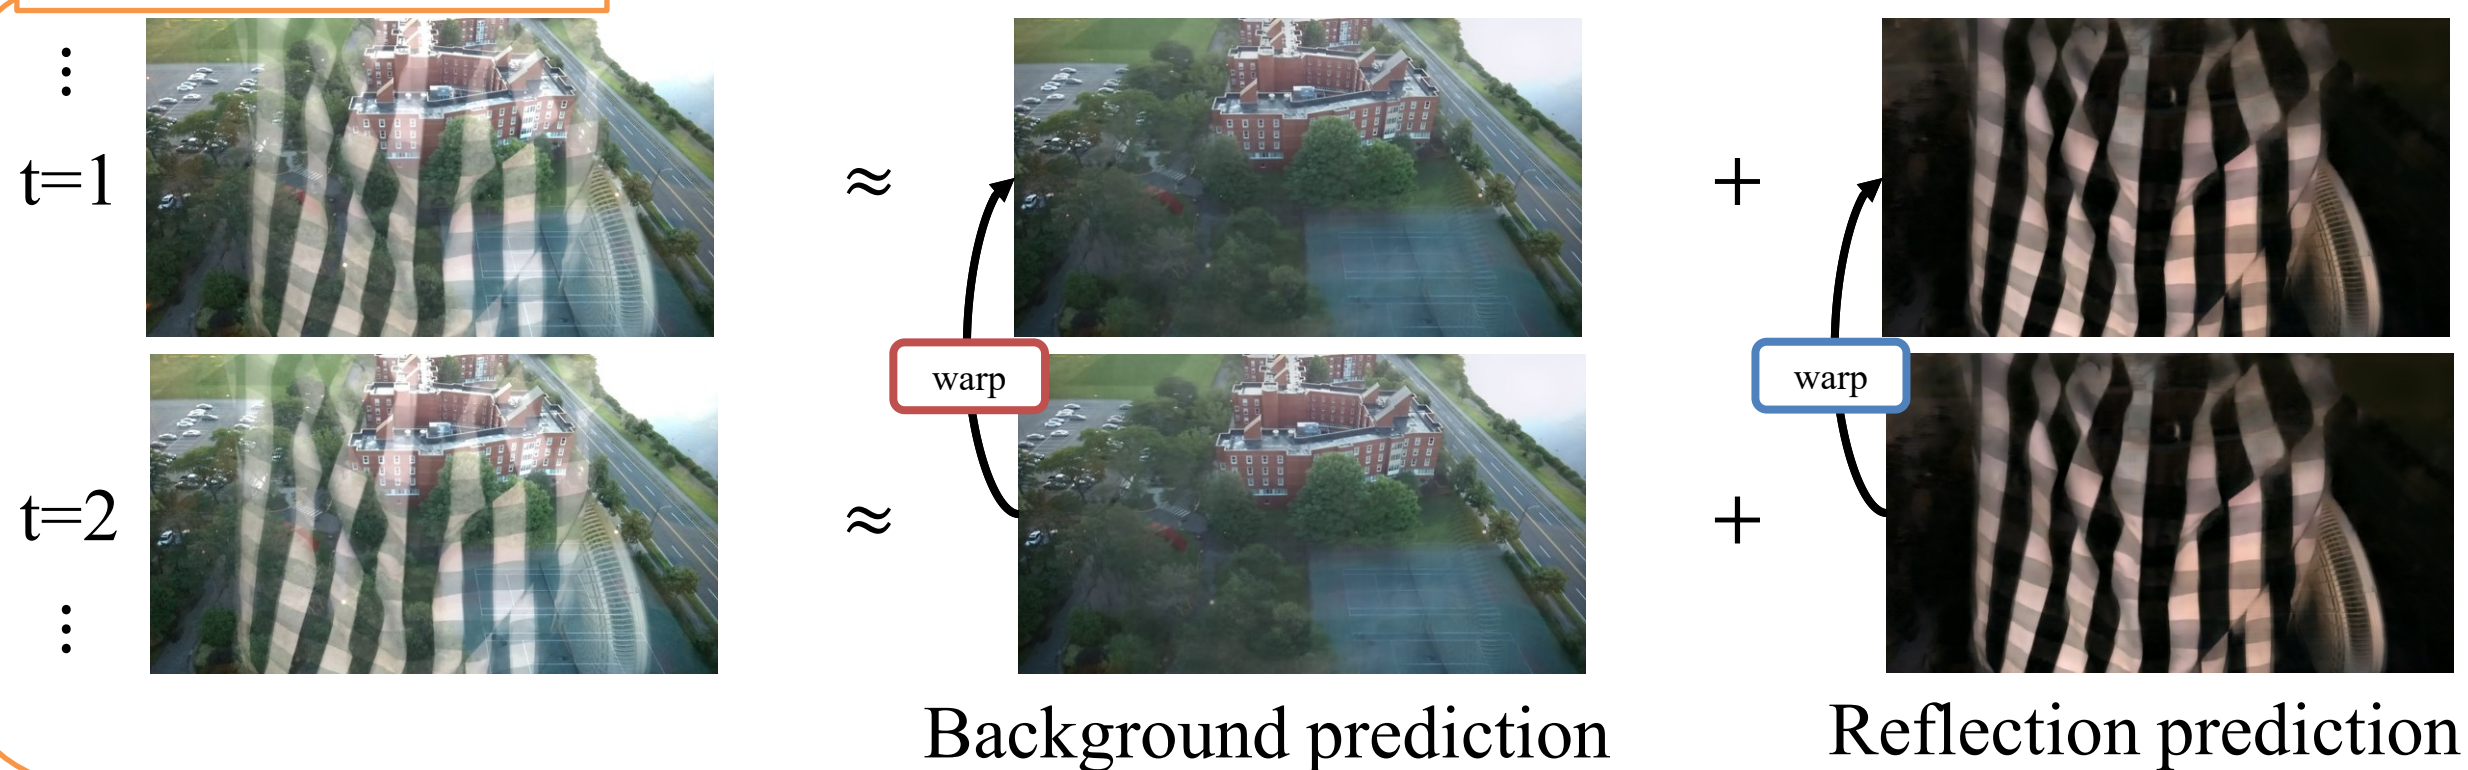 ⋮
t=1 ≈ +
warp warp
t=2 ≈ +
⋮
Background prediction Reflection prediction